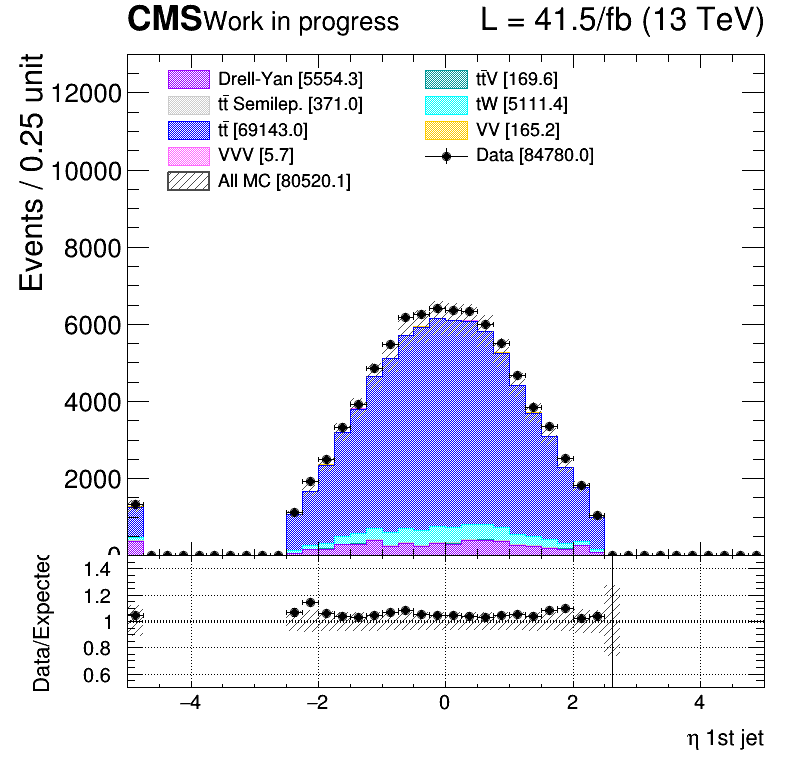 CMS Work in progress L = 41.5/fb (13 TeV)
Events / 0.25 unit
12000
10000
8000
6000
4000
2000
0
Drell-Yan [5554.3]
tt̄ Semilep. [371.0]
tt̄ [69143.0]
VVV [5.7]
All MC [80520.1]
tt̄V [169.6]
tW [5111.4]
VV [165.2]
Data [84780.0]
Data/Expected
1.4
1.2
1
0.8
0.6
−4 −2 0 2 4
η 1st jet